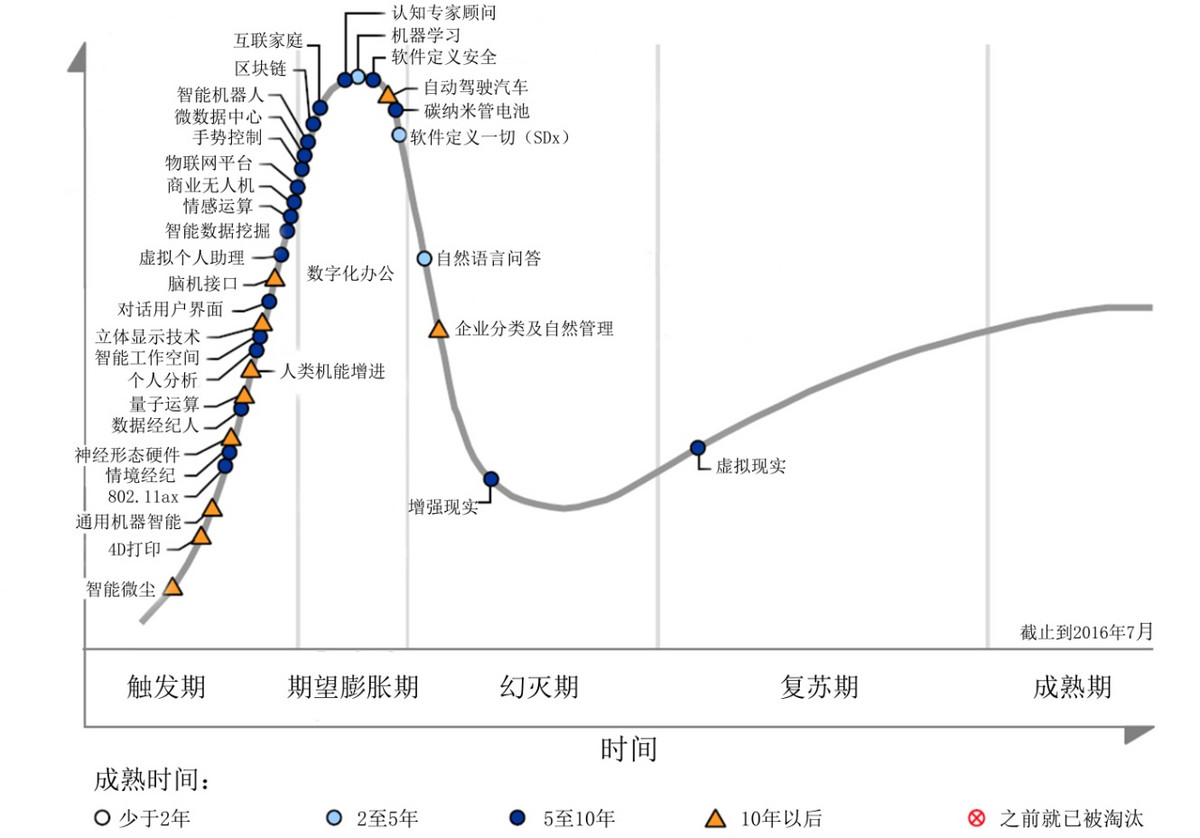 认知专家顾问
机器学习
互联家庭
软件定义安全
区块链
自动驾驶汽车
智能机器人
碳纳米管电池
微数据中心
手势控制
软件定义一切（SDx）
物联网平台
商业无人机
情感运算
智能数据挖掘
虚拟个人助理
自然语言问答
数字化办公
脑机接口
对话用户界面
企业分类及自然管理
立体显示技术
智能工作空间
人类机能增进
个人分析
量子运算
数据经纪人
神经形态硬件
虚拟现实
情境经纪
802.11ax
增强现实
通用机器智能
4D打印
智能微尘
截止到2016年7月
触发期
期望膨胀期
幻灭期
复苏期
成熟期
时间
成熟时间：
少于2年
2至5年
5至10年
10年以后
之前就已被淘汰